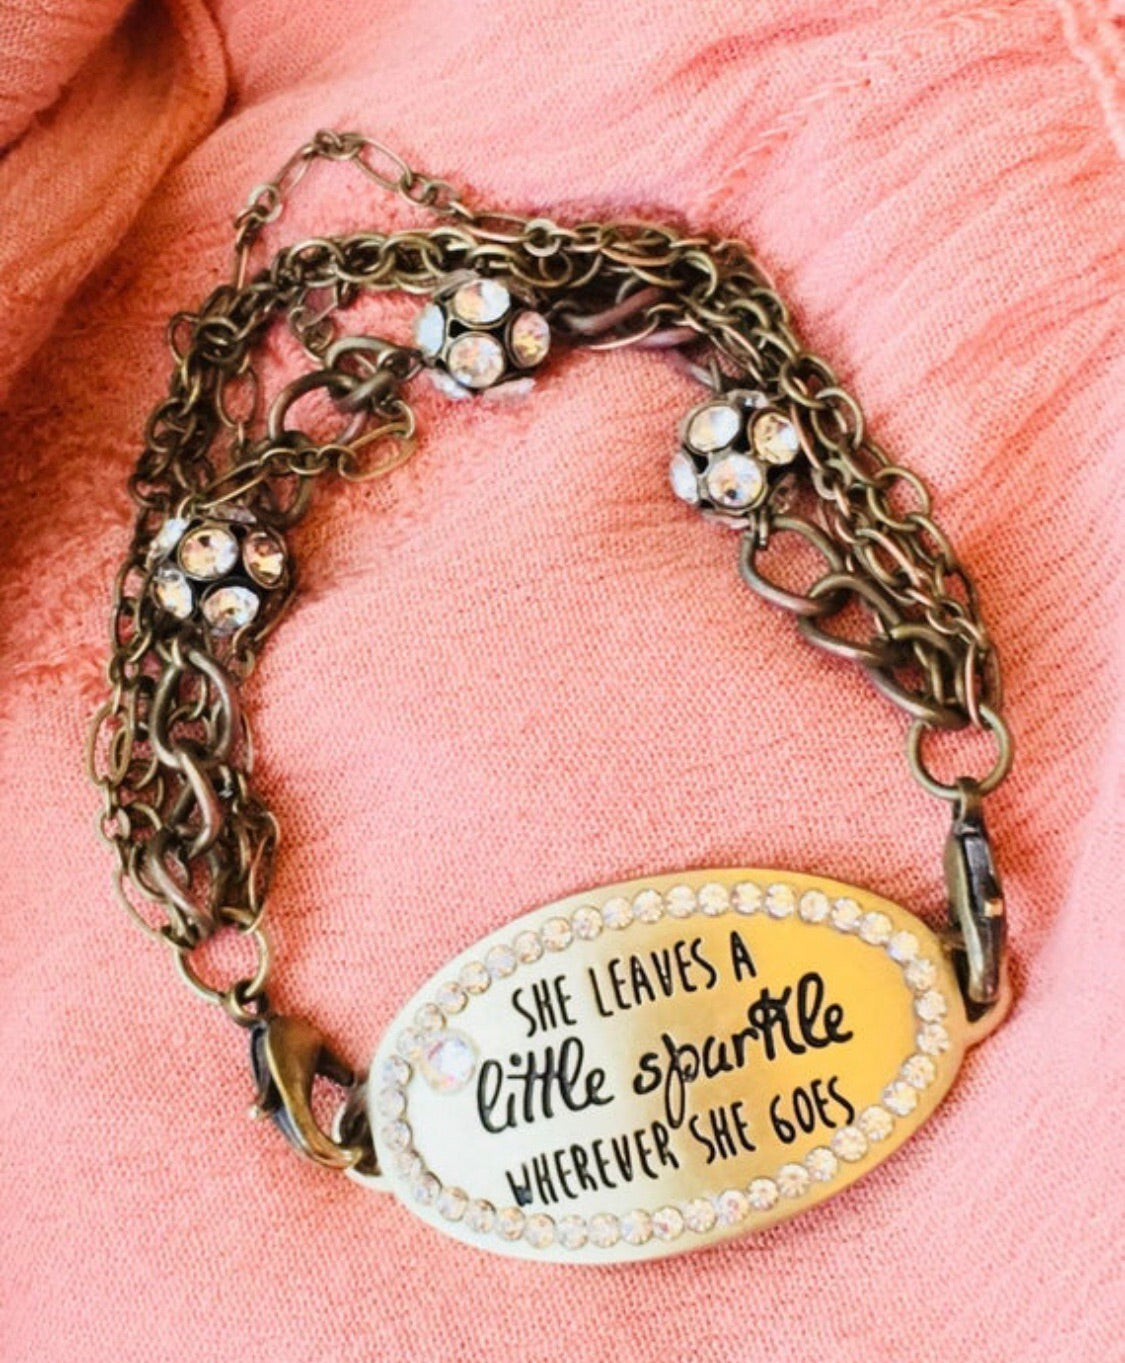 SHE LEAVES A
little sparkle
WHEREVER SHE GOES